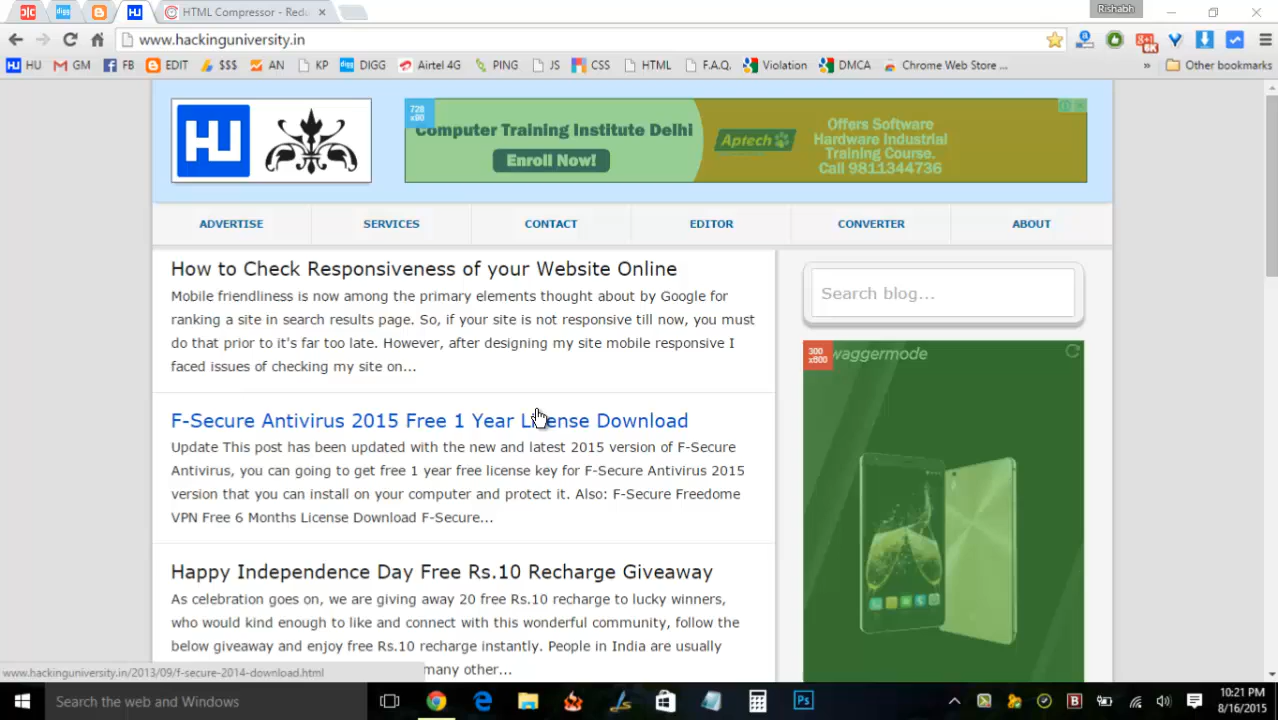 HTML Compressor - Red
Rishabh
www.hackinguniversity.in
HU GM FB EDIT $$$ AN KP DIGG Airtel 4G PING JS CSS HTML F.A.Q. Violation DMCA Chrome Web Store ... » Other bookmarks
HU
728
x90
Computer Training Institute Delhi
Enroll Now!
Aptech
Offers Software
Hardware Industrial
Training Course.
Call 9811344736
ADVERTISE SERVICES CONTACT EDITOR CONVERTER ABOUT
How to Check Responsiveness of your Website Online
Mobile friendliness is now among the primary elements thought about by Google for
ranking a site in search results page. So, if your site is not responsive till now, you must
do that prior to it's far too late. However, after designing my site mobile responsive I
faced issues of checking my site on...
F-Secure Antivirus 2015 Free 1 Year License Download
Update This post has been updated with the new and latest 2015 version of F-Secure
Antivirus, you can going to get free 1 year free license key for F-Secure Antivirus 2015
version that you can install on your computer and protect it. Also: F-Secure Freedome
VPN Free 6 Months License Download F-Secure...
Happy Independence Day Free Rs.10 Recharge Giveaway
As celebration goes on, we are giving away 20 free Rs.10 recharge to lucky winners,
who would kind enough to like and connect with this wonderful community, follow the
below giveaway and enjoy free Rs.10 recharge instantly. People in India are usually
many other...
Search blog...
300
x600
waggermode
www.hackinguniversity.in/2013/09/f-secure-2014-download.html
Search the web and Windows
10:21 PM
8/16/2015